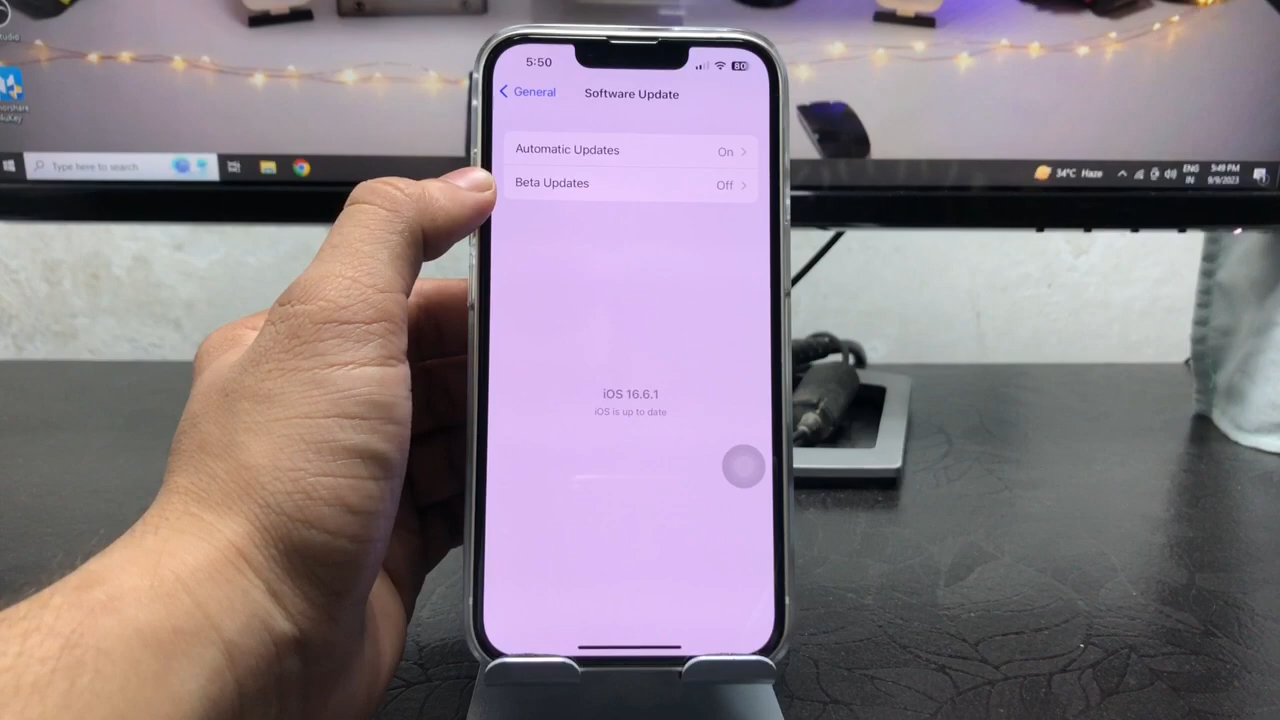 5:50
80
General
Software Update
Automatic Updates
On
Beta Updates
Off
iOS 16.6.1
iOS is up to date
Type here to search
34°C Haze
ENG
IN
5:49 PM
9/9/2023